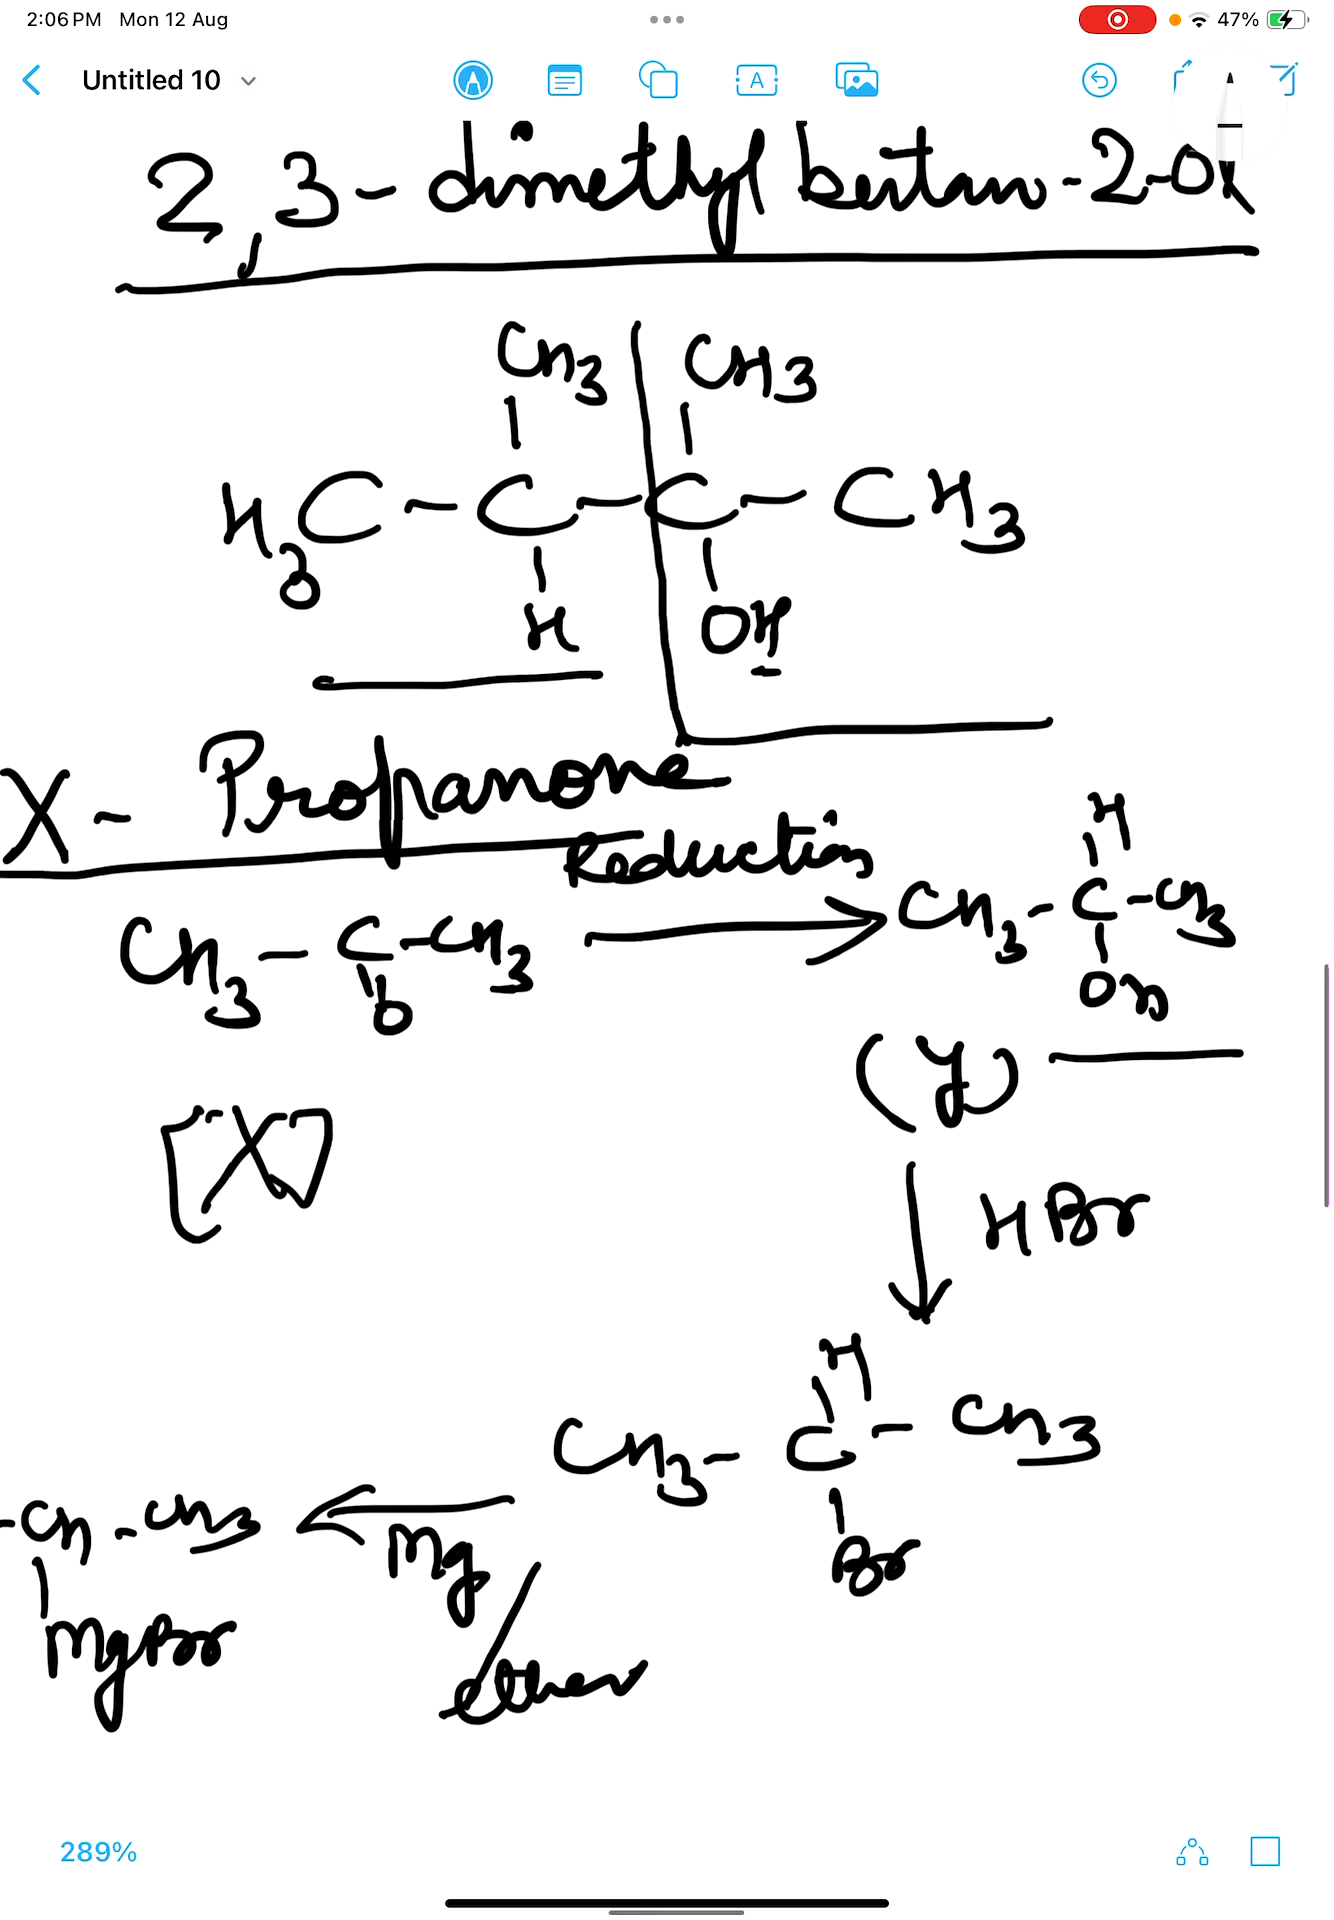 2:06 PM Mon 12 Aug 47%
Untitled 10
A
2,3-dimethyl butan-2-ol
CH3 CH3
H3C-C-C-CH3
H OH
X- Propanone
Reduction
H
CH3-C-CH3 CH3-C-CH3
O OH
(Y)
[X]
HBr
H
CH3-C-CH3
-CH-CH3 Mg Br
MgBr ether
289%